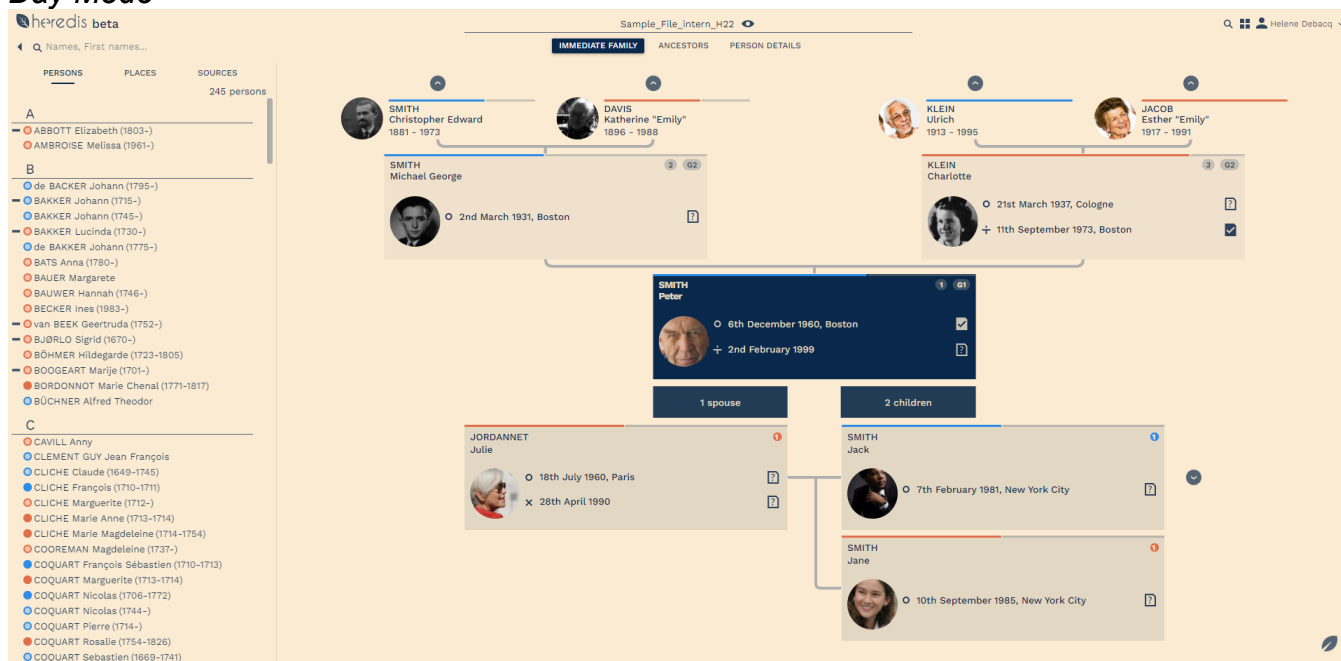 Day Mode
heredis beta
Sample_File_intern_H22
Helene Debacq
Names, First names...
IMMEDIATE FAMILY ANCESTORS PERSON DETAILS
PERSONS PLACES SOURCES
245 persons
A
ABBOTT Elizabeth (1803-)
AMBROISE Melissa (1961-)
B
de BACKER Johann (1795-)
BAKKER Johann (1715-)
BAKKER Johann (1745-)
BAKKER Lucinda (1730-)
de BAKKER Johann (1775-)
BATS Anna (1780-)
BAUER Margarete
BAUWER Hannah (1746-)
BECKER Ines (1983-)
van BEEK Geertruda (1752-)
BJØRLO Sigrid (1670-)
BÖHMER Hildegarde (1723-1805)
BOOGEART Marije (1701-)
BORDONNOT Marie Chenal (1771-1817)
BÜCHNER Alfred Theodor
C
CAVILL Anny
CLEMENT GUY Jean François
CLICHE Claude (1649-1745)
CLICHE François (1710-1711)
CLICHE Marguerite (1712-)
CLICHE Marie Anne (1713-1714)
CLICHE Marie Magdeleine (1714-1754)
COOREMAN Magdeleine (1737-)
COQUART François Sébastien (1710-1713)
COQUART Marguerite (1713-1714)
COQUART Nicolas (1706-1772)
COQUART Nicolas (1744-)
COQUART Pierre (1714-)
COQUART Rosalie (1754-1826)
COQUART Sebastien (1669-1741)
SMITH
Christopher Edward
1881 - 1973
DAVIS
Katherine "Emily"
1896 - 1988
KLEIN
Ulrich
1913 - 1995
JACOB
Esther "Emily"
1917 - 1991
SMITH 2 G2
Michael George
2nd March 1931, Boston
KLEIN 3 G2
Charlotte
21st March 1937, Cologne
11th September 1973, Boston
SMITH 1 G1
Peter
6th December 1960, Boston
2nd February 1999
1 spouse 2 children
JORDANNET 1
Julie
18th July 1960, Paris
28th April 1990
SMITH 1
Jack
7th February 1981, New York City
SMITH 1
Jane
10th September 1985, New York City